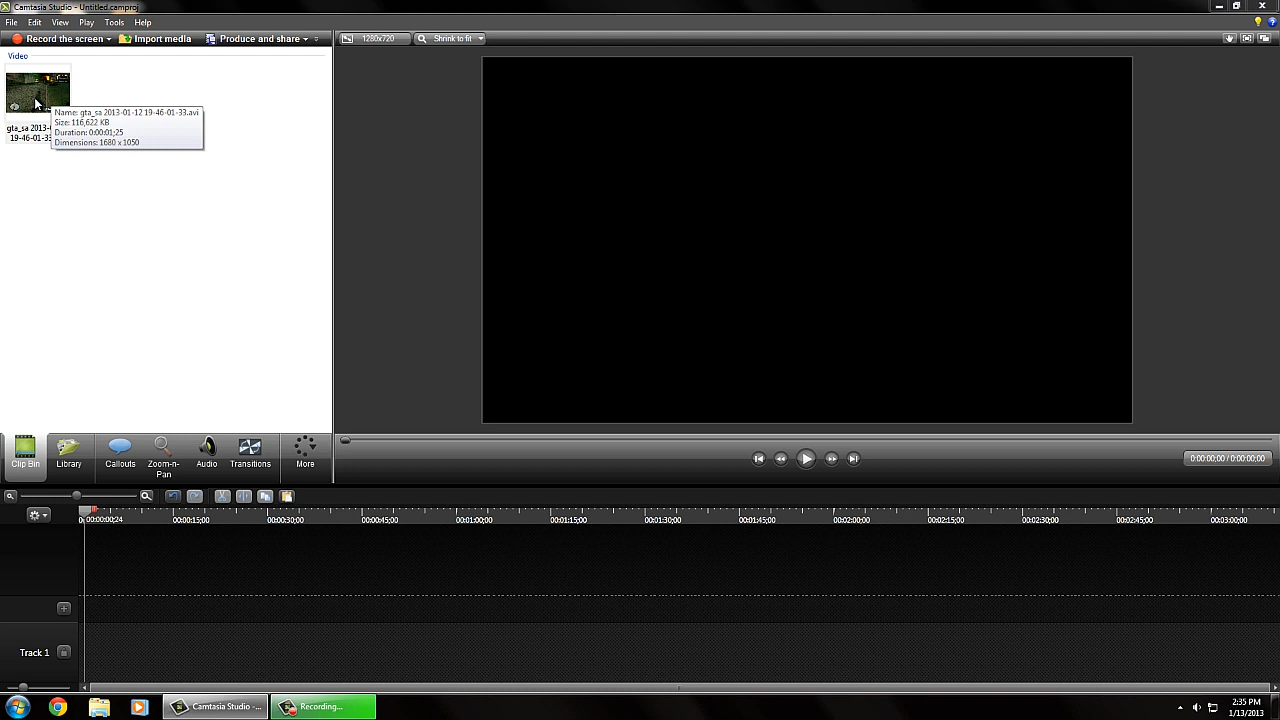 Camtasia Studio - Untitled.camproj
File Edit View Play Tools Help
Record the screen Import media Produce and share
1280x720 Shrink to fit
Video
Name: gta_sa 2013-01-12 19-46-01-33.avi
Size: 116,622 KB
Duration: 0:00:01;25
Dimensions: 1680 x 1050
gta_sa 2013-0
19-46-01-33
Clip Bin Library Callouts Zoom-n-Pan Audio Transitions More
0:00:00;00 / 0:00:00;00
00:00:00;24 00:00:15;00 00:00:30;00 00:00:45;00 00:01:00;00 00:01:15;00 00:01:30;00 00:01:45;00 00:02:00;00 00:02:15;00 00:02:30;00 00:02:45;00 00:03:00;00
Track 1
Camtasia Studio -... Recording...
2:35 PM
1/13/2013